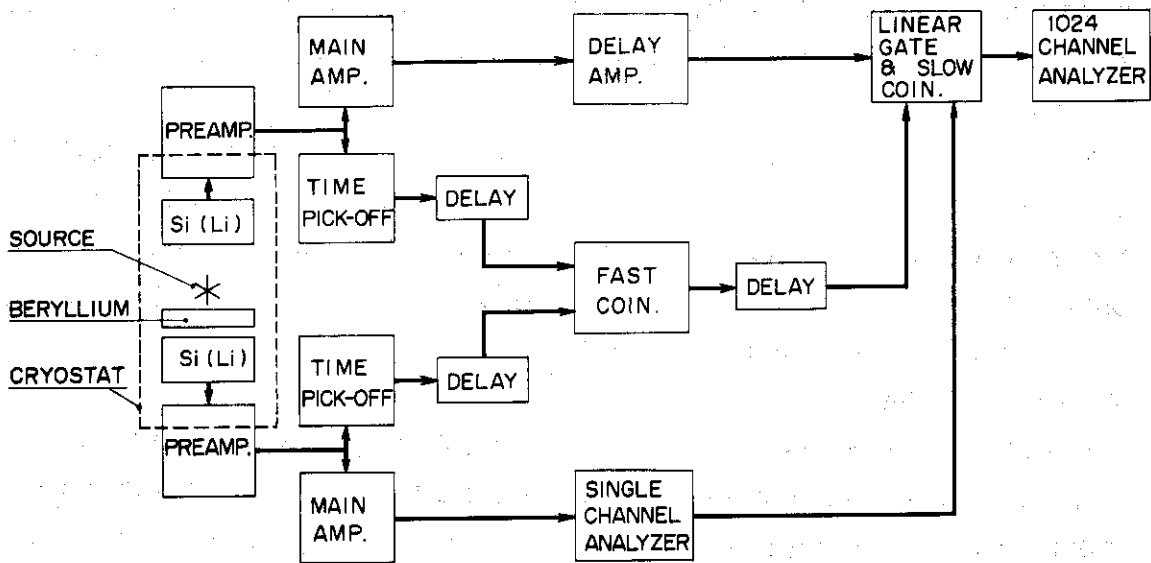 MAIN
AMP.
DELAY
AMP.
LINEAR
GATE
& SLOW
COIN.
1024
CHANNEL
ANALYZER
PREAMP.
TIME
PICK-OFF
DELAY
Si (Li)
SOURCE
FAST
COIN.
DELAY
BERYLLIUM
Si (Li)
TIME
PICK-OFF
DELAY
CRYOSTAT
PREAMP.
MAIN
AMP.
SINGLE
CHANNEL
ANALYZER